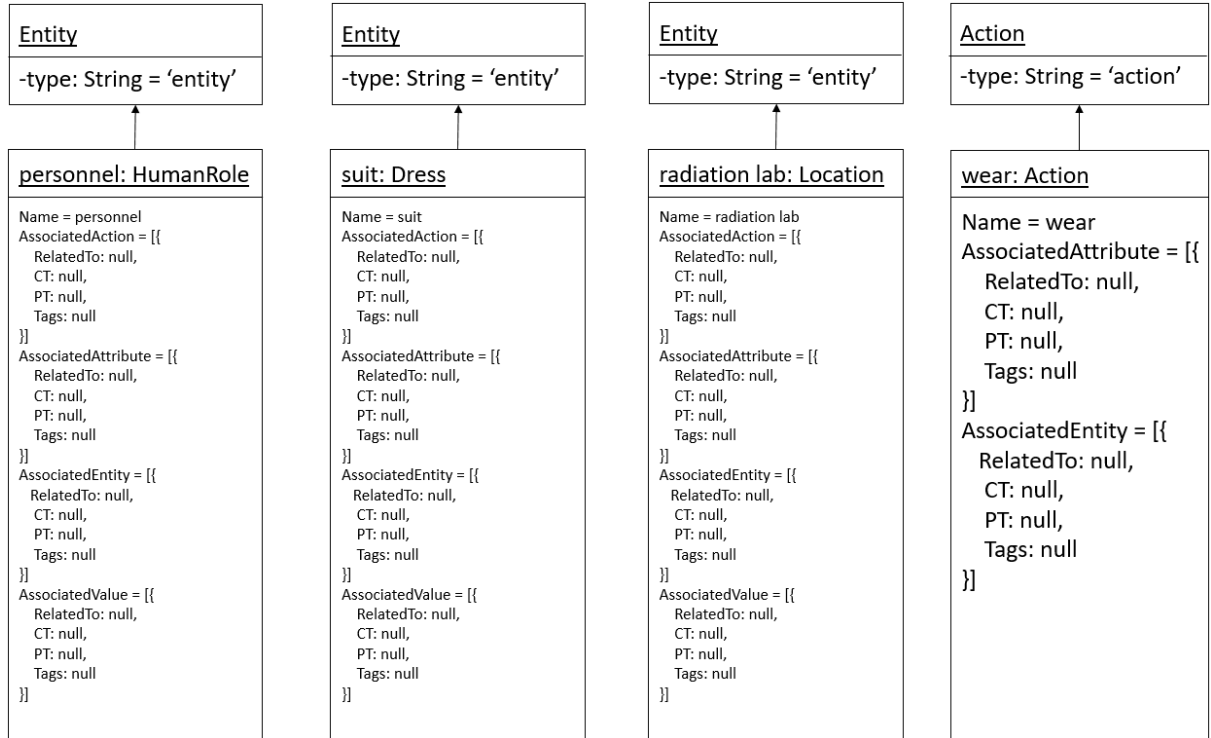 Entity
-type: String = ‘entity’
personnel: HumanRole
Name = personnel
AssociatedAction = [{
RelatedTo: null,
CT: null,
PT: null,
Tags: null
}]
AssociatedAttribute = [{
RelatedTo: null,
CT: null,
PT: null,
Tags: null
}]
AssociatedEntity = [{
RelatedTo: null,
CT: null,
PT: null,
Tags: null
}]
AssociatedValue = [{
RelatedTo: null,
CT: null,
PT: null,
Tags: null
}]
Entity
-type: String = ‘entity’
suit: Dress
Name = suit
AssociatedAction = [{
RelatedTo: null,
CT: null,
PT: null,
Tags: null
}]
AssociatedAttribute = [{
RelatedTo: null,
CT: null,
PT: null,
Tags: null
}]
AssociatedEntity = [{
RelatedTo: null,
CT: null,
PT: null,
Tags: null
}]
AssociatedValue = [{
RelatedTo: null,
CT: null,
PT: null,
Tags: null
}]
Entity
-type: String = ‘entity’
radiation lab: Location
Name = radiation lab
AssociatedAction = [{
RelatedTo: null,
CT: null,
PT: null,
Tags: null
}]
AssociatedAttribute = [{
RelatedTo: null,
CT: null,
PT: null,
Tags: null
}]
AssociatedEntity = [{
RelatedTo: null,
CT: null,
PT: null,
Tags: null
}]
AssociatedValue = [{
RelatedTo: null,
CT: null,
PT: null,
Tags: null
}]
Action
-type: String = ‘action’
wear: Action
Name = wear
AssociatedAttribute = [{
RelatedTo: null,
CT: null,
PT: null,
Tags: null
}]
AssociatedEntity = [{
RelatedTo: null,
CT: null,
PT: null,
Tags: null
}]